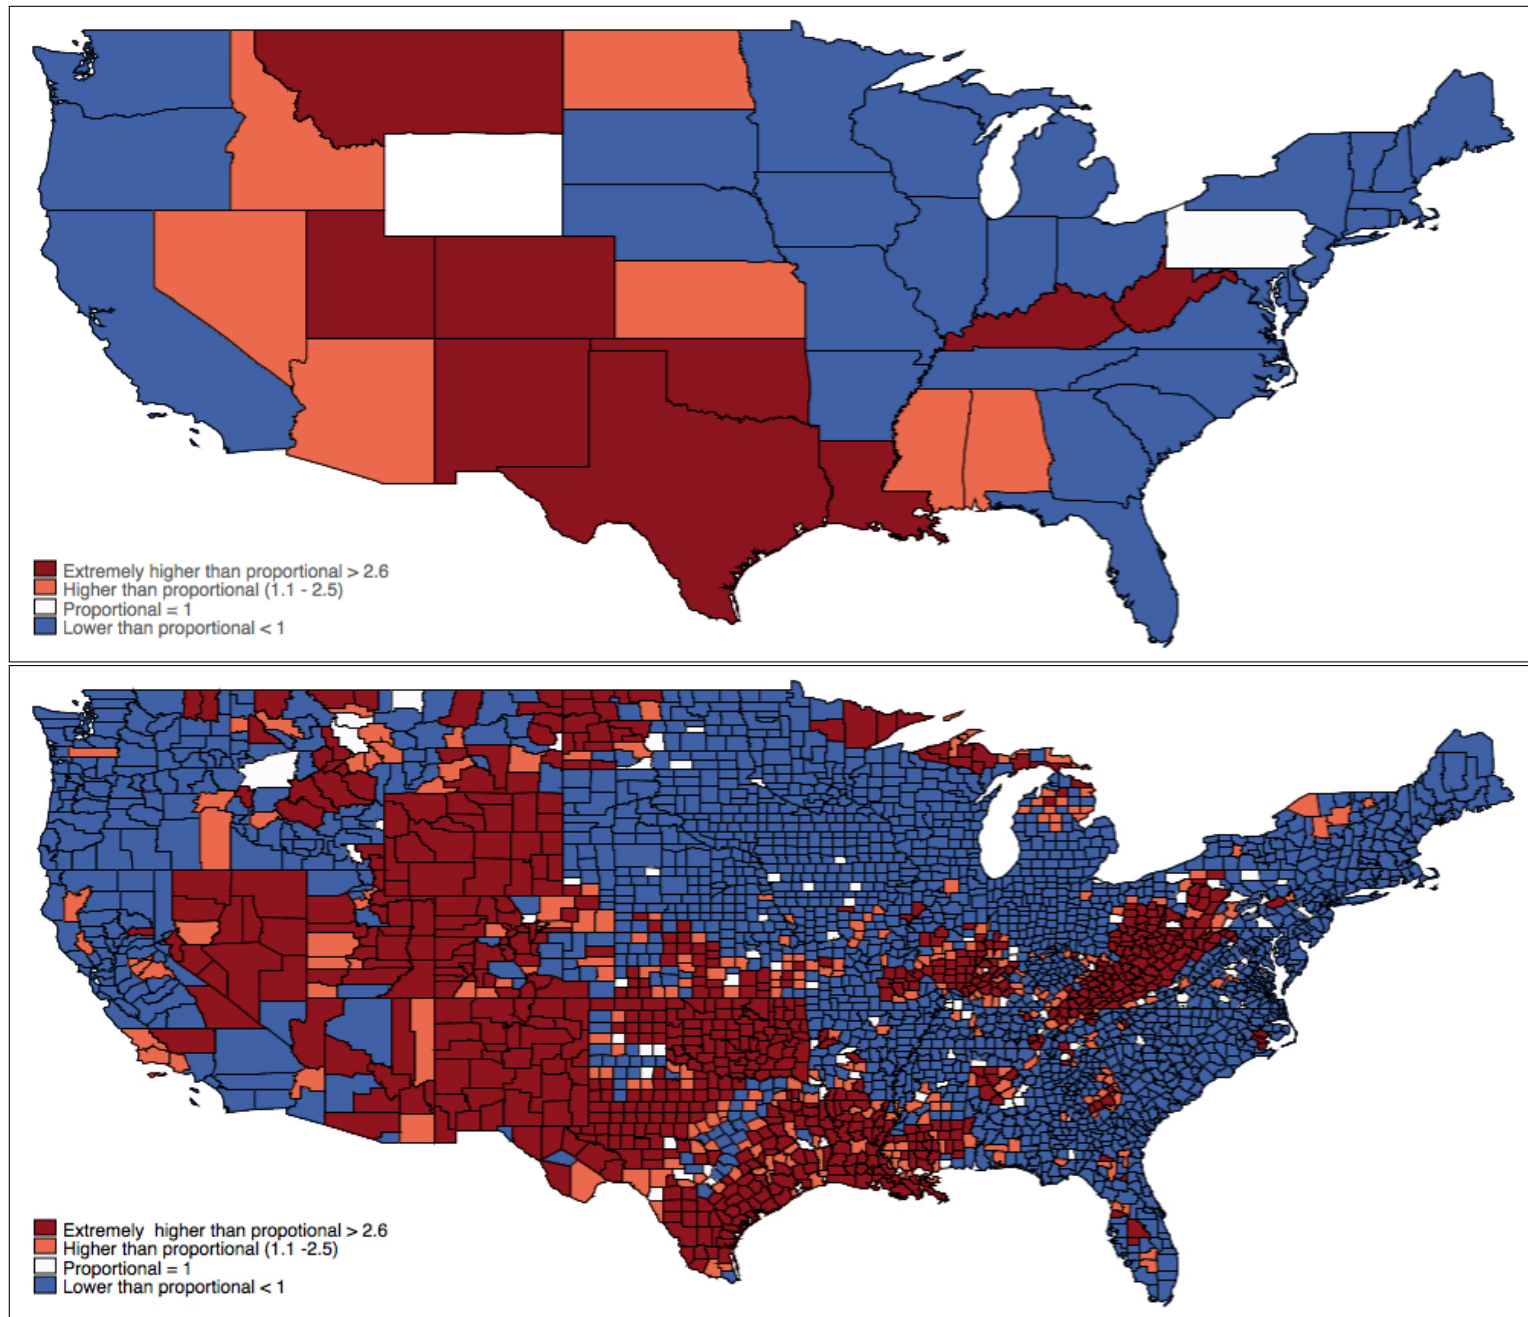 Extremely higher than proportional > 2.6
Higher than proportional (1.1 - 2.5)
Proportional = 1
Lower than proportional < 1
Extremely higher than propotional > 2.6
Higher than proportional (1.1 -2.5)
Proportional = 1
Lower than proportional < 1